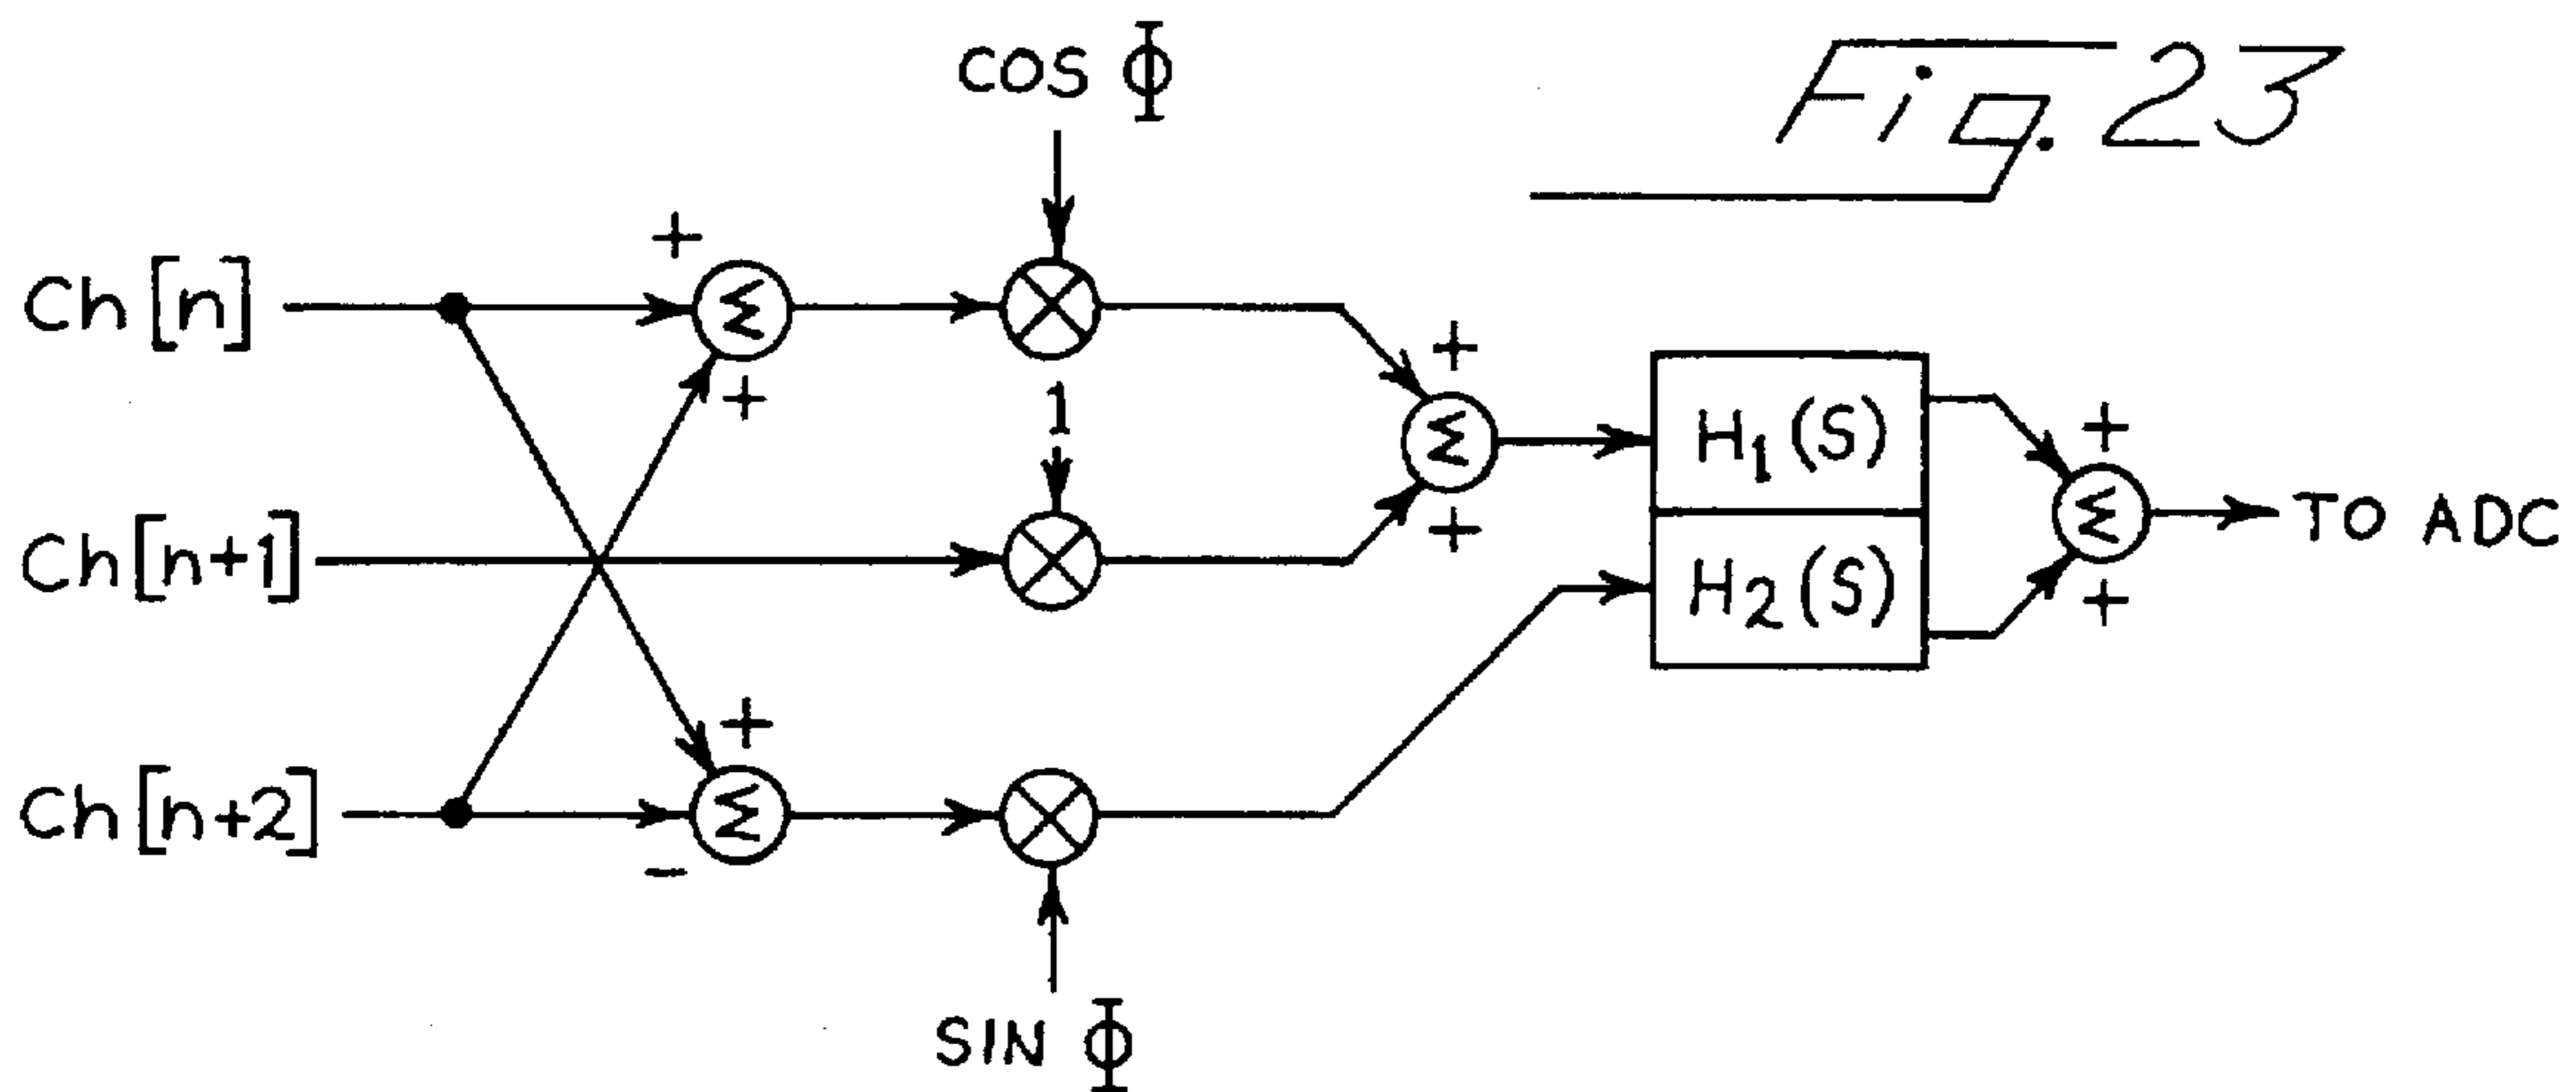 Fig. 23
COS Φ
Ch[n]
+
Σ
+
1
+
Σ
+
H1(S)
H2(S)
+
Σ
+
TO ADC
Ch[n+1]
Ch[n+2]
+
Σ
-
SIN Φ